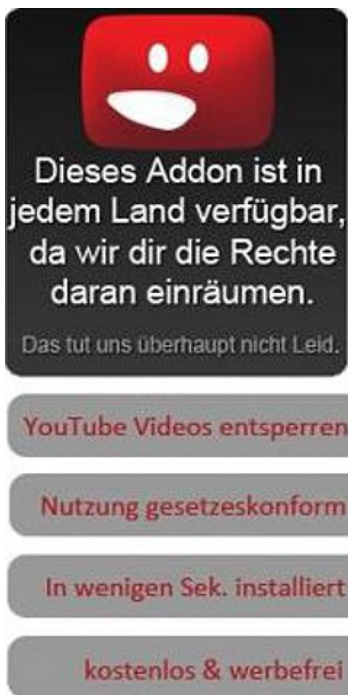 Dieses Addon ist in
jedem Land verfügbar,
da wir dir die Rechte
daran einräumen.
Das tut uns überhaupt nicht Leid.
YouTube Videos entsperren
Nutzung gesetzeskonform
In wenigen Sek. installiert
kostenlos & werbefrei